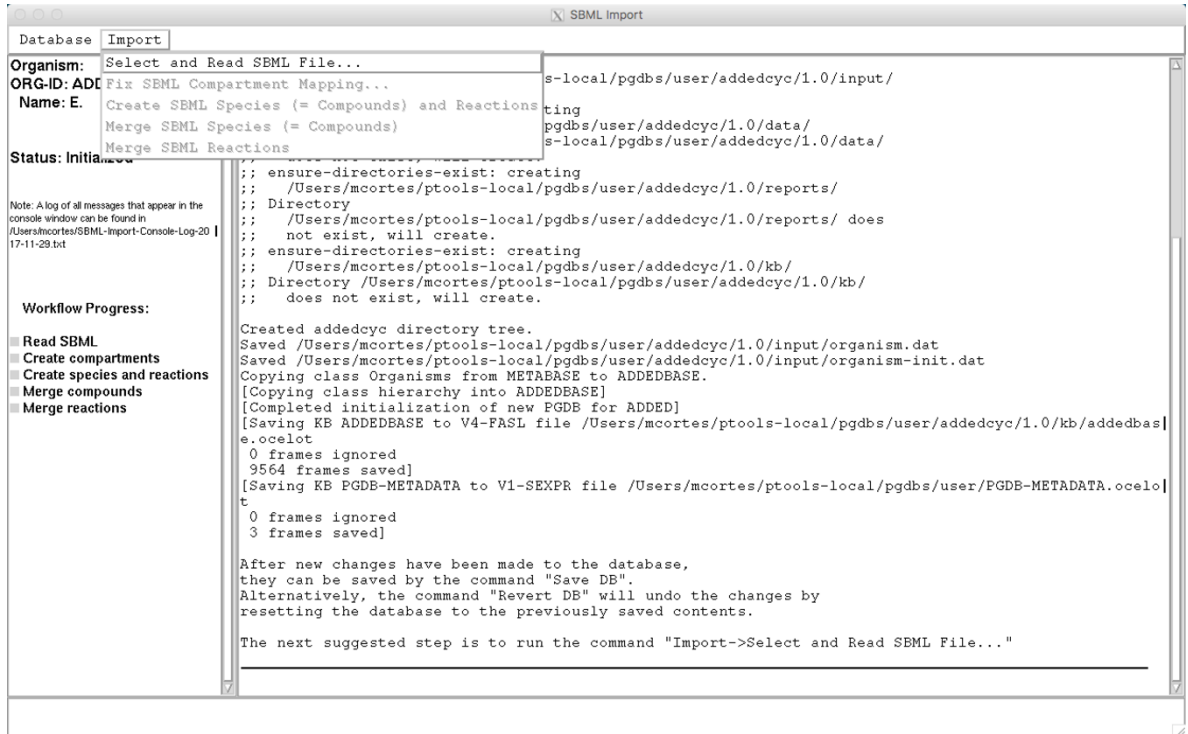 SBML Import
Database Import
Select and Read SBML File...
Fix SBML Compartment Mapping...
Create SBML Species (= Compounds) and Reactions
Merge SBML Species (= Compounds)
Merge SBML Reactions
Organism:
ORG-ID: ADD
Name: E.
Status: Initialized
Note: A log of all messages that appear in the
console window can be found in
/Users/mcortes/SBML-Import-Console-Log-20
17-11-29.txt
Workflow Progress:
Read SBML
Create compartments
Create species and reactions
Merge compounds
Merge reactions
s-local/pgdbs/user/addedcyc/1.0/input/
ting
pgdbs/user/addedcyc/1.0/data/
s-local/pgdbs/user/addedcyc/1.0/data/
;; does not exist, will create.
;; ensure-directories-exist: creating
;; /Users/mcortes/ptools-local/pgdbs/user/addedcyc/1.0/reports/
;; Directory
;; /Users/mcortes/ptools-local/pgdbs/user/addedcyc/1.0/reports/ does
;; not exist, will create.
;; ensure-directories-exist: creating
;; /Users/mcortes/ptools-local/pgdbs/user/addedcyc/1.0/kb/
;; Directory /Users/mcortes/ptools-local/pgdbs/user/addedcyc/1.0/kb/
;; does not exist, will create.
Created addedcyc directory tree.
Saved /Users/mcortes/ptools-local/pgdbs/user/addedcyc/1.0/input/organism.dat
Saved /Users/mcortes/ptools-local/pgdbs/user/addedcyc/1.0/input/organism-init.dat
Copying class Organisms from METABASE to ADDEDBASE.
[Copying class hierarchy into ADDEDBASE]
[Completed initialization of new PGDB for ADDED]
[Saving KB ADDEDBASE to V4-FASL file /Users/mcortes/ptools-local/pgdbs/user/addedcyc/1.0/kb/addedbas
e.ocelot
0 frames ignored
9564 frames saved]
[Saving KB PGDB-METADATA to V1-SEXPR file /Users/mcortes/ptools-local/pgdbs/user/PGDB-METADATA.ocelo
t
0 frames ignored
3 frames saved]
After new changes have been made to the database,
they can be saved by the command "Save DB".
Alternatively, the command "Revert DB" will undo the changes by
resetting the database to the previously saved contents.
The next suggested step is to run the command "Import->Select and Read SBML File..."